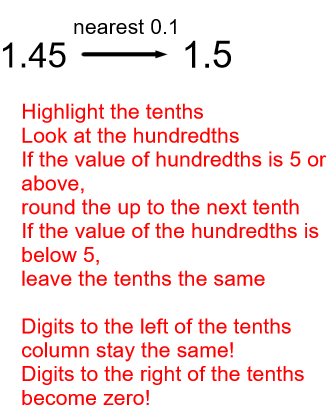 nearest 0.1
1.45 ⟶ 1.5
Highlight the tenths
Look at the hundredths
If the value of hundredths is 5 or
above,
round the up to the next tenth
If the value of the hundredths is
below 5,
leave the tenths the same
Digits to the left of the tenths
column stay the same!
Digits to the right of the tenths
become zero!